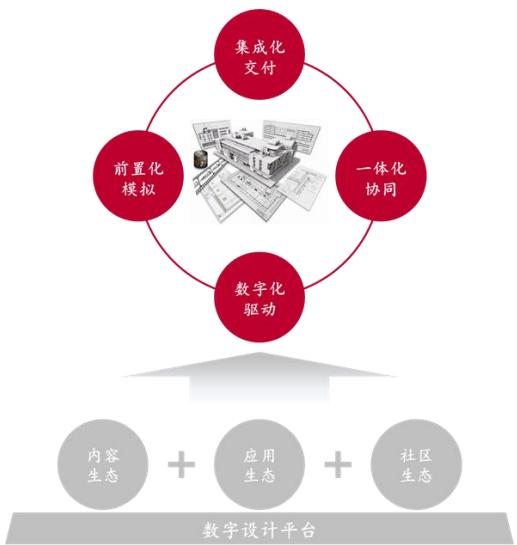 集成化
交付
前置化
模拟
一体化
协同
数字化
驱动
内容
生态
+
应用
生态
+
社区
生态
数字设计平台